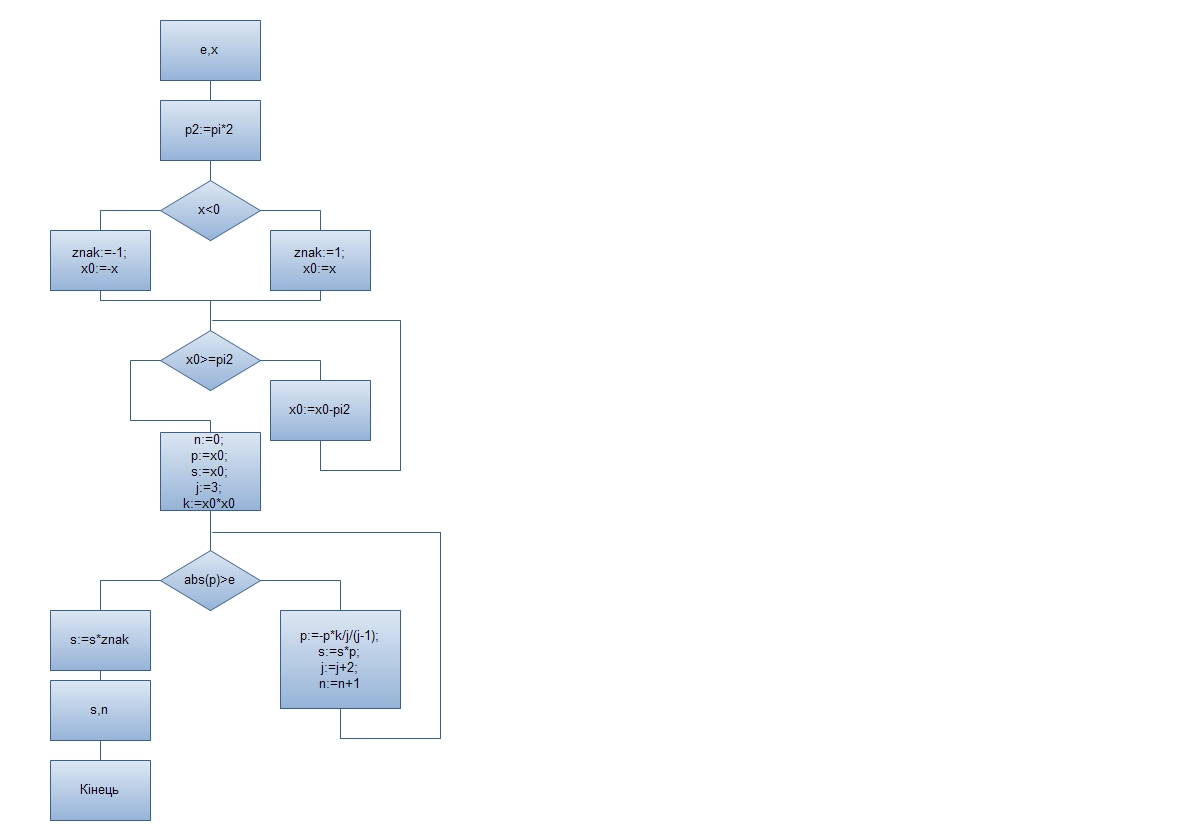 e,x
p2:=pi*2
x<0
znak:=-1;
x0:=-x
znak:=1;
x0:=x
x0>=pi2
x0:=x0-pi2
n:=0;
p:=x0;
s:=x0;
j:=3;
k:=x0*x0
abs(p)>e
s:=s*znak
p:=-p*k/j/(j-1);
s:=s*p;
j:=j+2;
n:=n+1
s,n
Кінець